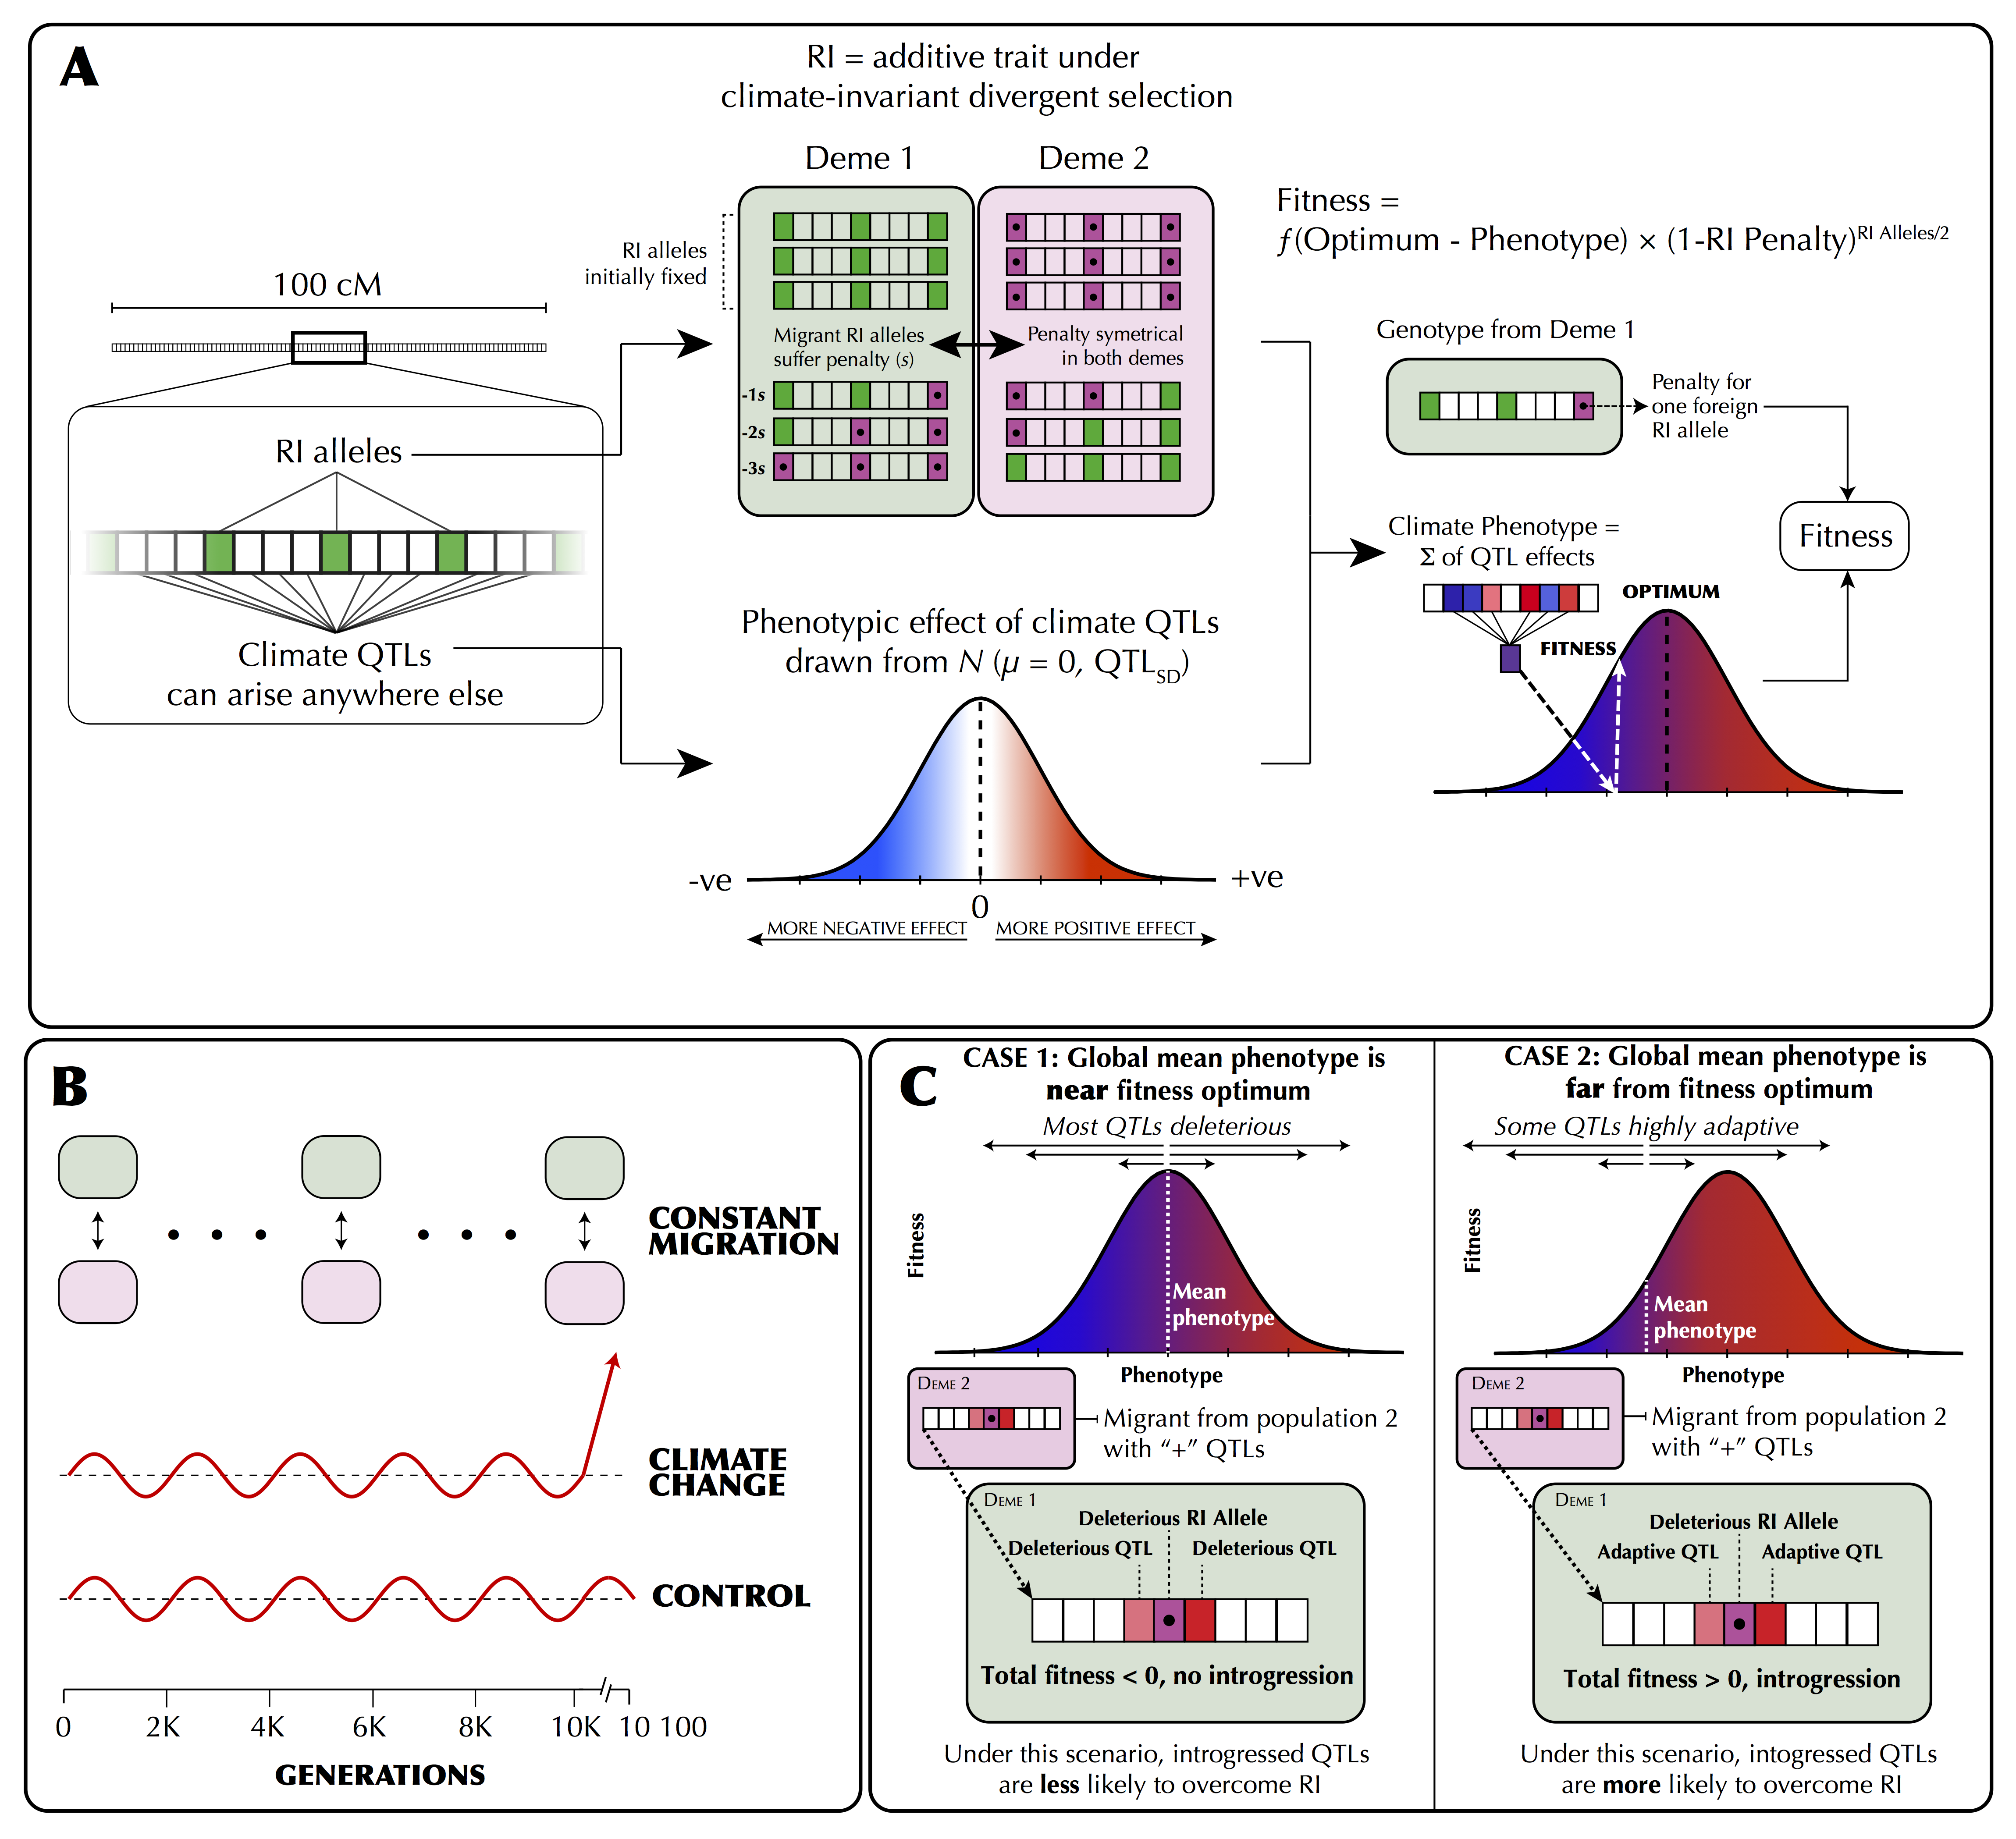 A
RI = additive trait under
climate-invariant divergent selection
Deme 1
Deme 2
RI alleles
initially fixed
Migrant RI alleles
suffer penalty (s)
Penalty symetrical
in both demes
-1s
-2s
-3s
100 cM
RI alleles
Climate QTLs
can arise anywhere else
Phenotypic effect of climate QTLs
drawn from N (μ = 0, QTLSD)
-ve
+ve
0
MORE NEGATIVE EFFECT
MORE POSITIVE EFFECT
Fitness =
f(Optimum - Phenotype) × (1-RI Penalty)RI Alleles/2
Genotype from Deme 1
Penalty for
one foreign
RI allele
Climate Phenotype =
Σ of QTL effects
OPTIMUM
FITNESS
Fitness
B
CONSTANT
MIGRATION
CLIMATE
CHANGE
CONTROL
0
2K
4K
6K
8K
10K
10 100
GENERATIONS
C
CASE 1: Global mean phenotype is
near fitness optimum
Most QTLs deleterious
Fitness
Mean
phenotype
Phenotype
DEME 2
Migrant from population 2
with “+” QTLs
DEME 1
Deleterious RI Allele
Deleterious QTL
Deleterious QTL
Total fitness < 0, no introgression
Under this scenario, introgressed QTLs
are less likely to overcome RI
CASE 2: Global mean phenotype is
far from fitness optimum
Some QTLs highly adaptive
Fitness
Mean
phenotype
Phenotype
DEME 2
Migrant from population 2
with “+” QTLs
DEME 1
Deleterious RI Allele
Adaptive QTL
Adaptive QTL
Total fitness > 0, introgression
Under this scenario, intogressed QTLs
are more likely to overcome RI